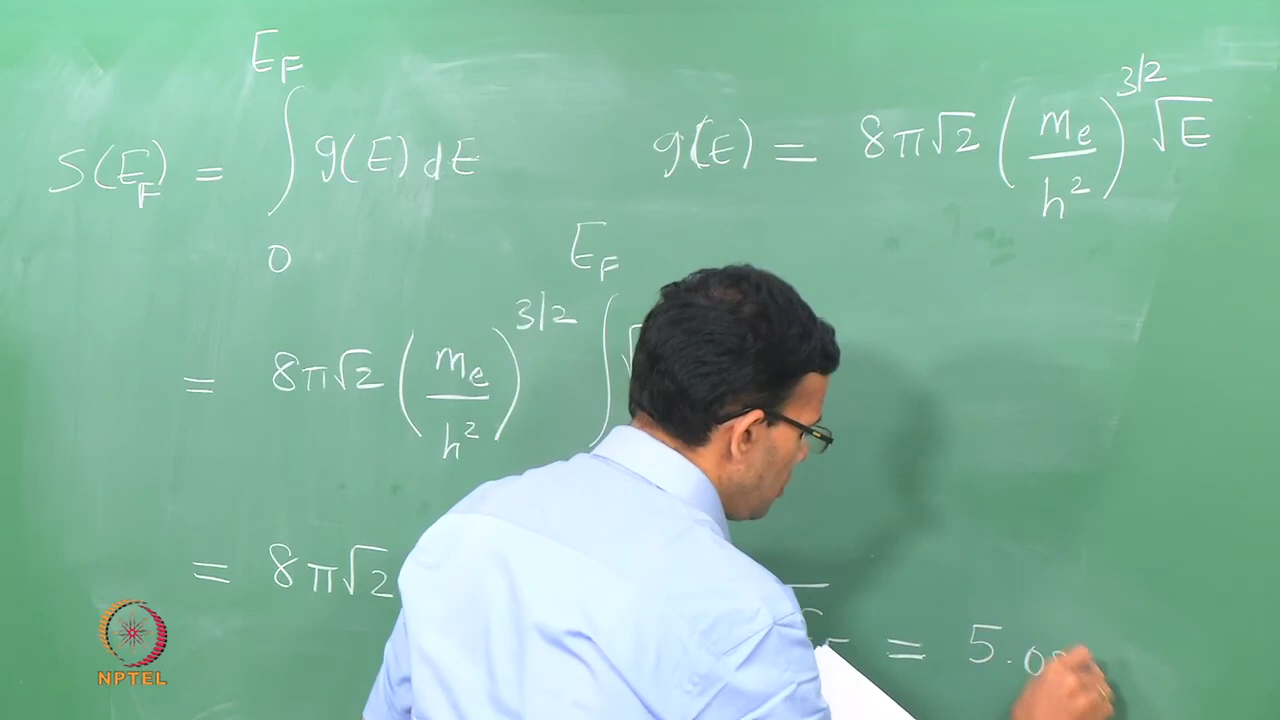 S(E_F) = ∫₀^{E_F} g(E) dE
g(E) = 8π√2 (m_e / h²)^{3/2} √E
= 8π√2 (m_e / h²)^{3/2} ∫^{E_F} √
= 8π√2
= 5.0
NPTEL